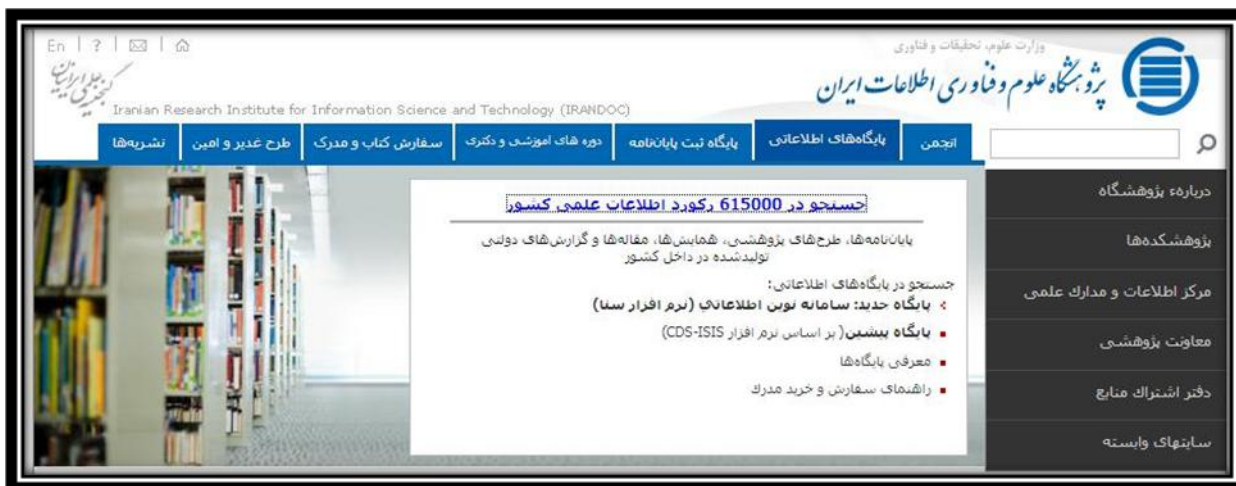 En | ? |
وزارت علوم، تحقیقات و فناوری
پژوهشگاه علوم و فناوری اطلاعات ایران
Iranian Research Institute for Information Science and Technology (IRANDOC)
انجمن
پایگاه‌های اطلاعاتی
پایگاه ثبت پایان‌نامه
دوره های آموزشی و دکتری
سفارش کتاب و مدرک
طرح غدیر و امین
نشریه‌ها
درباره‌ء پژوهشگاه
پژوهشکده‌ها
مرکز اطلاعات و مدارك علمی
معاونت پژوهشی
دفتر اشتراك منابع
سایتهای وابسته
جستجو در 615000 رکورد اطلاعات علمی کشور
پایان‌نامه‌ها، طرح‌های پژوهشی، همایش‌ها، مقاله‌ها و گزارش‌های دولتی
تولیدشده در داخل کشور
جستجو در پایگاه‌های اطلاعاتی:
پایگاه جدید: سامانه نوین اطلاعاتي (نرم افزار سنا)
پایگاه پیشین( بر اساس نرم افزار CDS-ISIS)
معرفی پایگاه‌ها
راهنمای سفارش و خرید مدرك